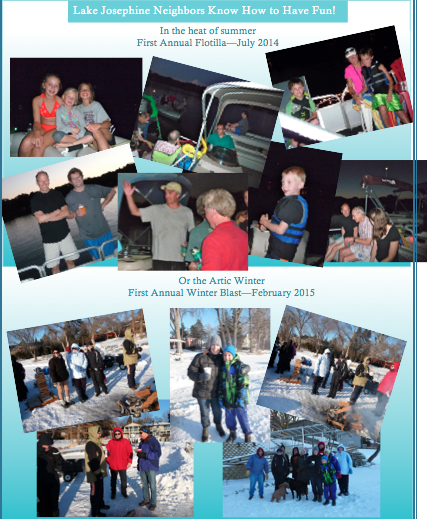 Lake Josephine Neighbors Know How to Have Fun!
In the heat of summer
First Annual Flotilla—July 2014
Or the Artic Winter
First Annual Winter Blast—February 2015